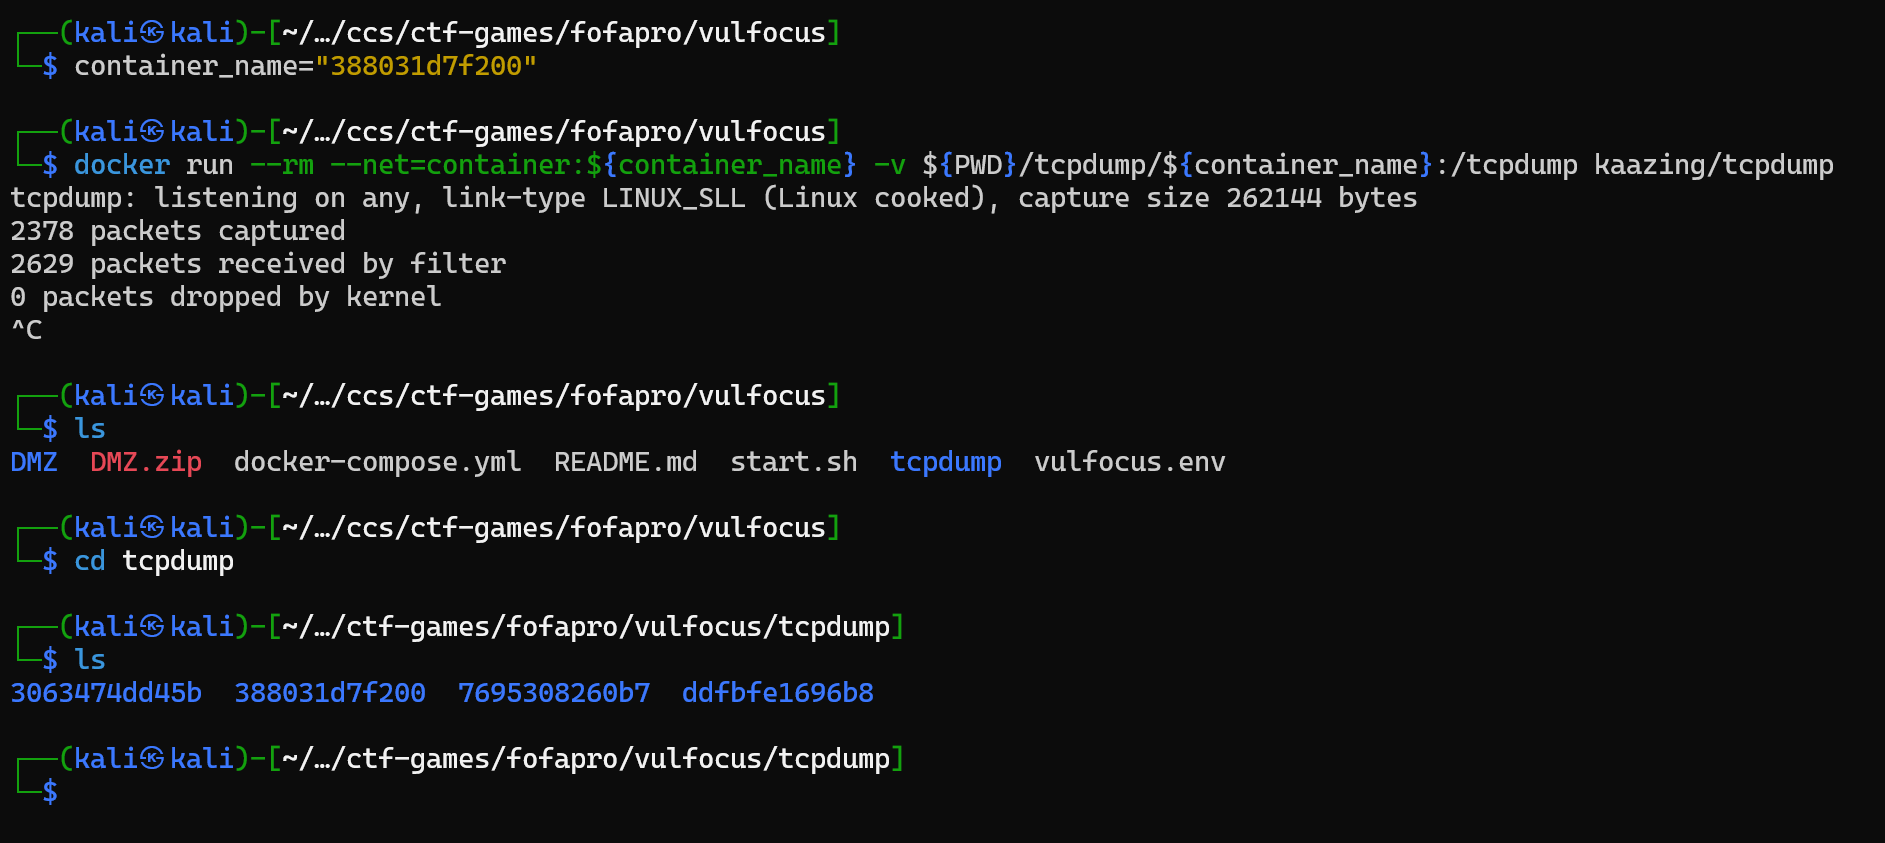 ┌──(kali㉿kali)-[~/…/ccs/ctf-games/fofapro/vulfocus]
└─$ container_name="388031d7f200"
┌──(kali㉿kali)-[~/…/ccs/ctf-games/fofapro/vulfocus]
└─$ docker run --rm --net=container:${container_name} -v ${PWD}/tcpdump/${container_name}:/tcpdump kaazing/tcpdump
tcpdump: listening on any, link-type LINUX_SLL (Linux cooked), capture size 262144 bytes
2378 packets captured
2629 packets received by filter
0 packets dropped by kernel
^C
┌──(kali㉿kali)-[~/…/ccs/ctf-games/fofapro/vulfocus]
└─$ ls
DMZ  DMZ.zip  docker-compose.yml  README.md  start.sh  tcpdump  vulfocus.env
┌──(kali㉿kali)-[~/…/ccs/ctf-games/fofapro/vulfocus]
└─$ cd tcpdump
┌──(kali㉿kali)-[~/…/ctf-games/fofapro/vulfocus/tcpdump]
└─$ ls
3063474dd45b  388031d7f200  7695308260b7  ddfbfe1696b8
┌──(kali㉿kali)-[~/…/ctf-games/fofapro/vulfocus/tcpdump]
└─$